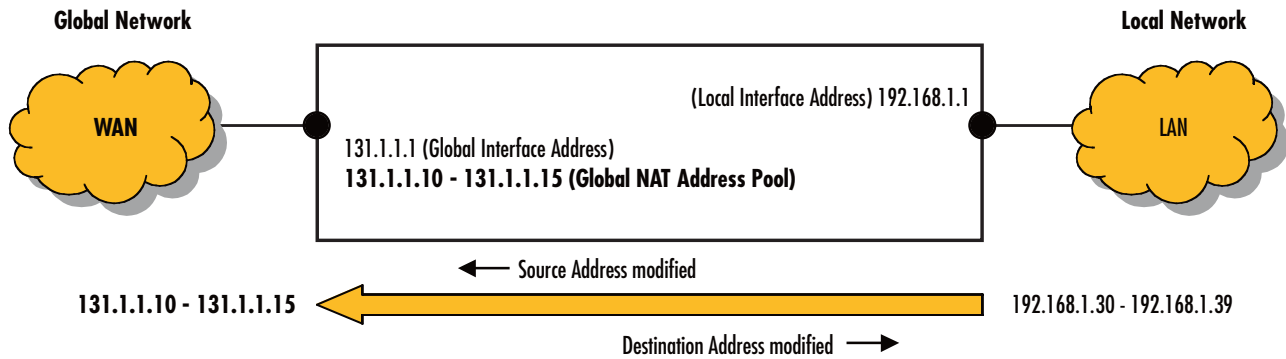 Global Network
Local Network
WAN
LAN
(Local Interface Address) 192.168.1.1
131.1.1.1 (Global Interface Address)
131.1.1.10 - 131.1.1.15 (Global NAT Address Pool)
Source Address modified
131.1.1.10 - 131.1.1.15
192.168.1.30 - 192.168.1.39
Destination Address modified